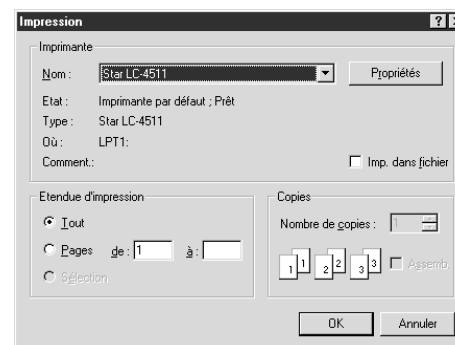 Impression
Imprimante
Nom : Star LC-4511 Propriétés
Etat : Imprimante par défaut ; Prêt
Type : Star LC-4511
Où : LPT1:
Comment.: Imp. dans fichier
Etendue d'impression
Tout
Pages de : 1 à :
Sélection
Copies
Nombre de copies : 1
1 1 2 2 3 3 Assemb.
OK Annuler